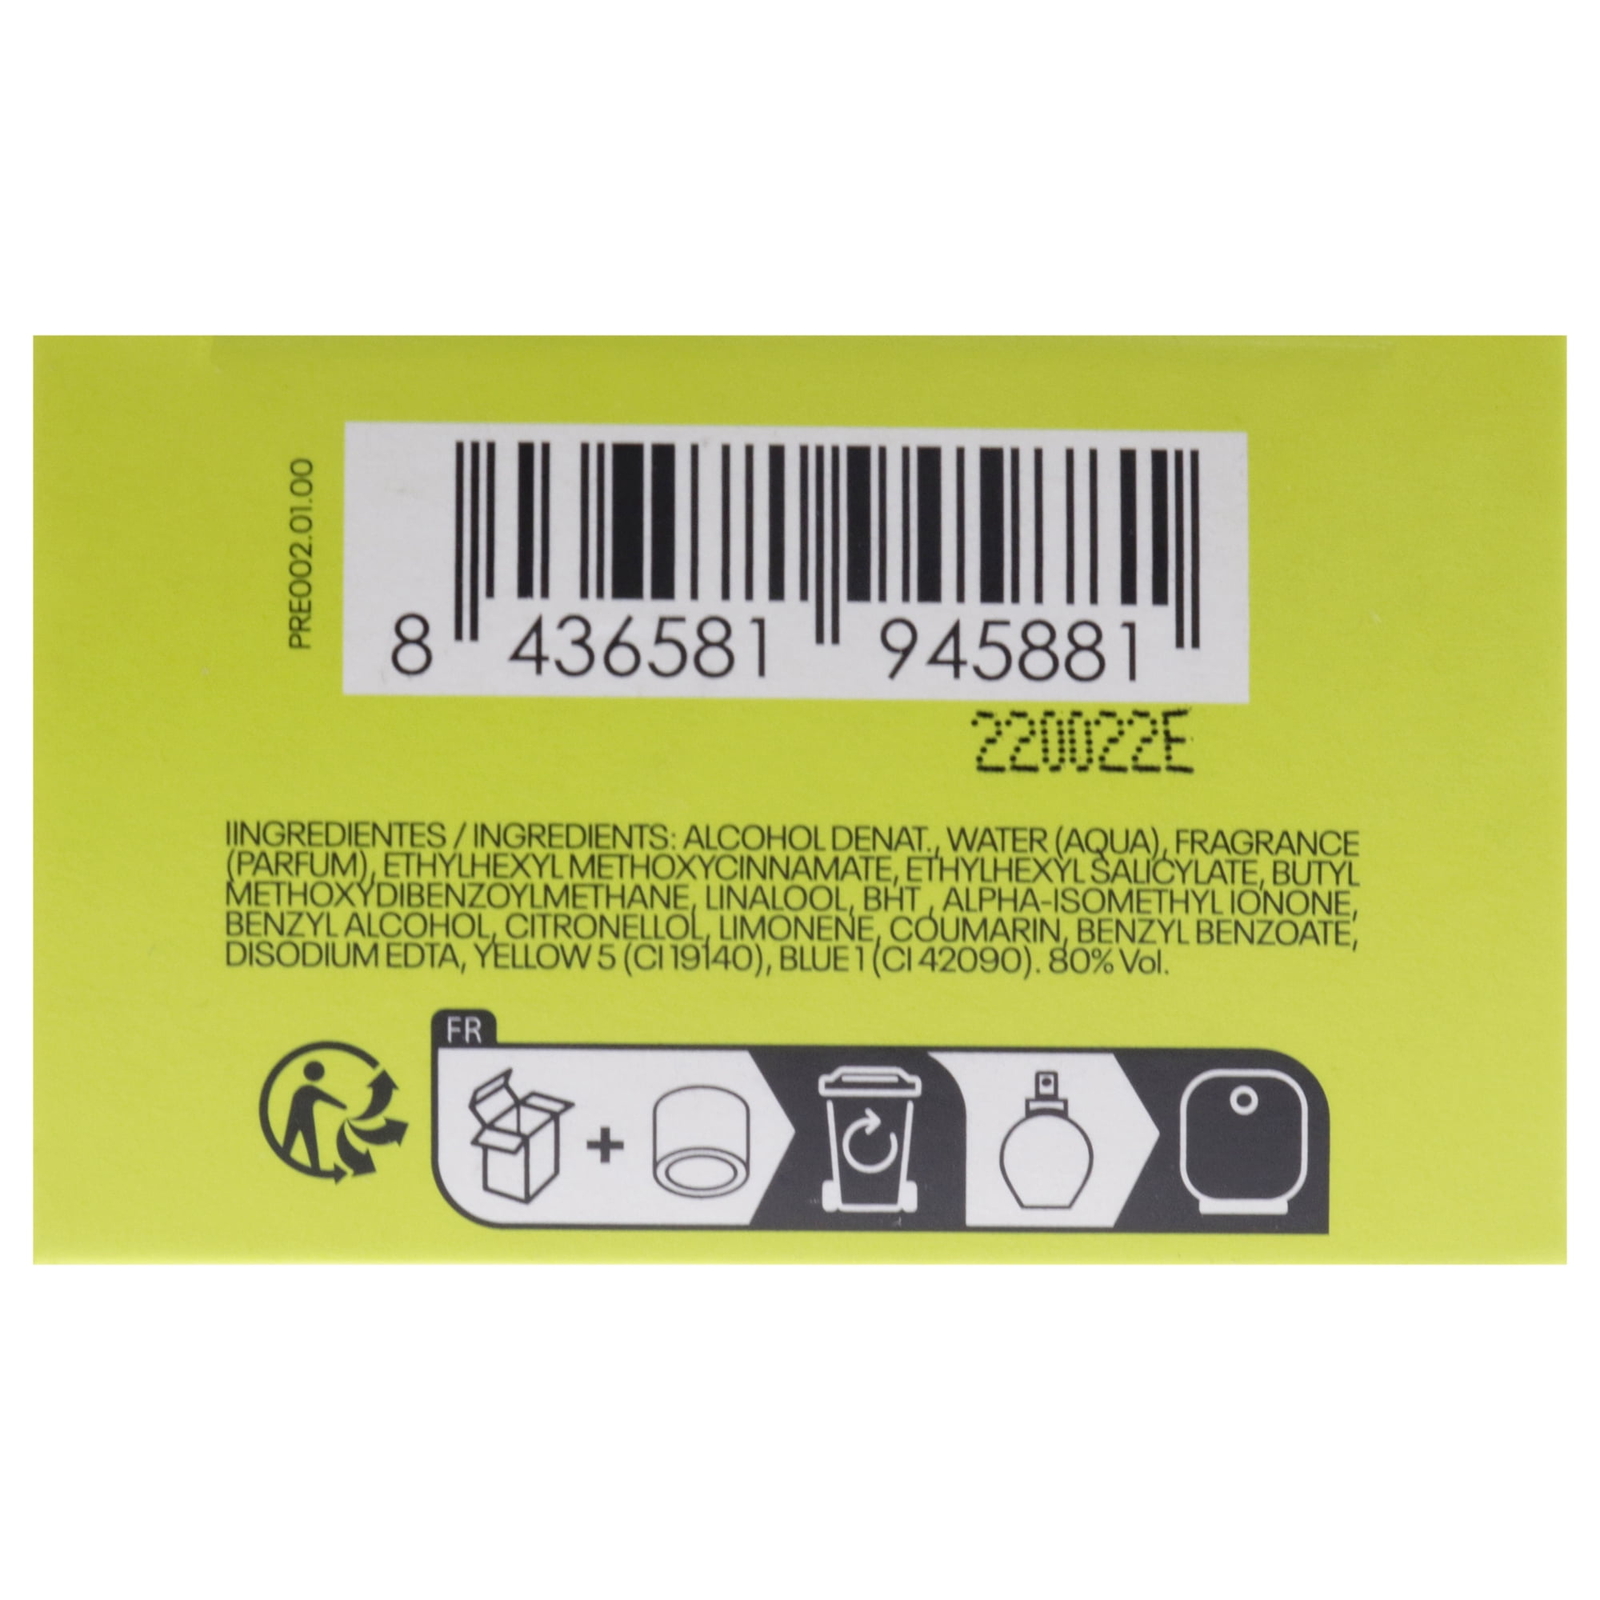 PRE002.01.00
8 436581 945881
220022E
IINGREDIENTES / INGREDIENTS: ALCOHOL DENAT., WATER (AQUA), FRAGRANCE
(PARFUM), ETHYLHEXYL METHOXYCINNAMATE, ETHYLHEXYL SALICYLATE, BUTYL
METHOXYDIBENZOYLMETHANE, LINALOOL, BHT , ALPHA-ISOMETHYL IONONE,
BENZYL ALCOHOL, CITRONELLOL, LIMONENE, COUMARIN, BENZYL BENZOATE,
DISODIUM EDTA, YELLOW 5 (CI 19140), BLUE 1 (CI 42090). 80% Vol.
FR